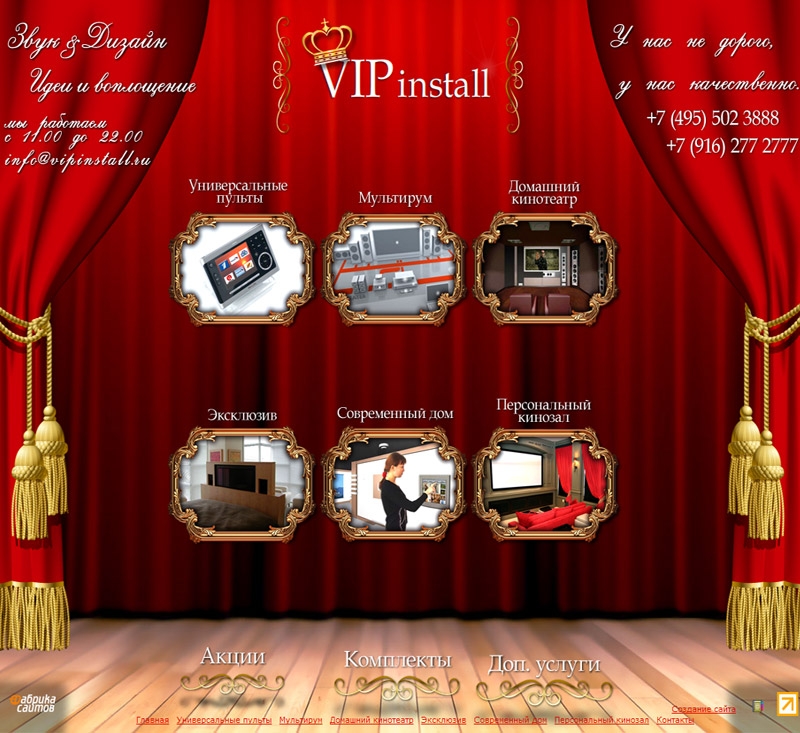 Звук & Дизайн
Идеи и воплощение
мы работаем
с 11.00 до 22.00
info@vipinstall.ru
VIP install
У нас не дорого,
у нас качественно.
+7 (495) 502 3888
+7 (916) 277 2777
Универсальные
пульты
Мультирум
Домашний
кинотеатр
Эксклюзив
Современный дом
Персональный
кинозал
Акции
Комплекты
Доп. услуги
фабрика
сайтов
Создание сайта
Главная Универсальные пульты Мультирум Домашний кинотеатр Эксклюзив Современный дом Персональный кинозал Контакты